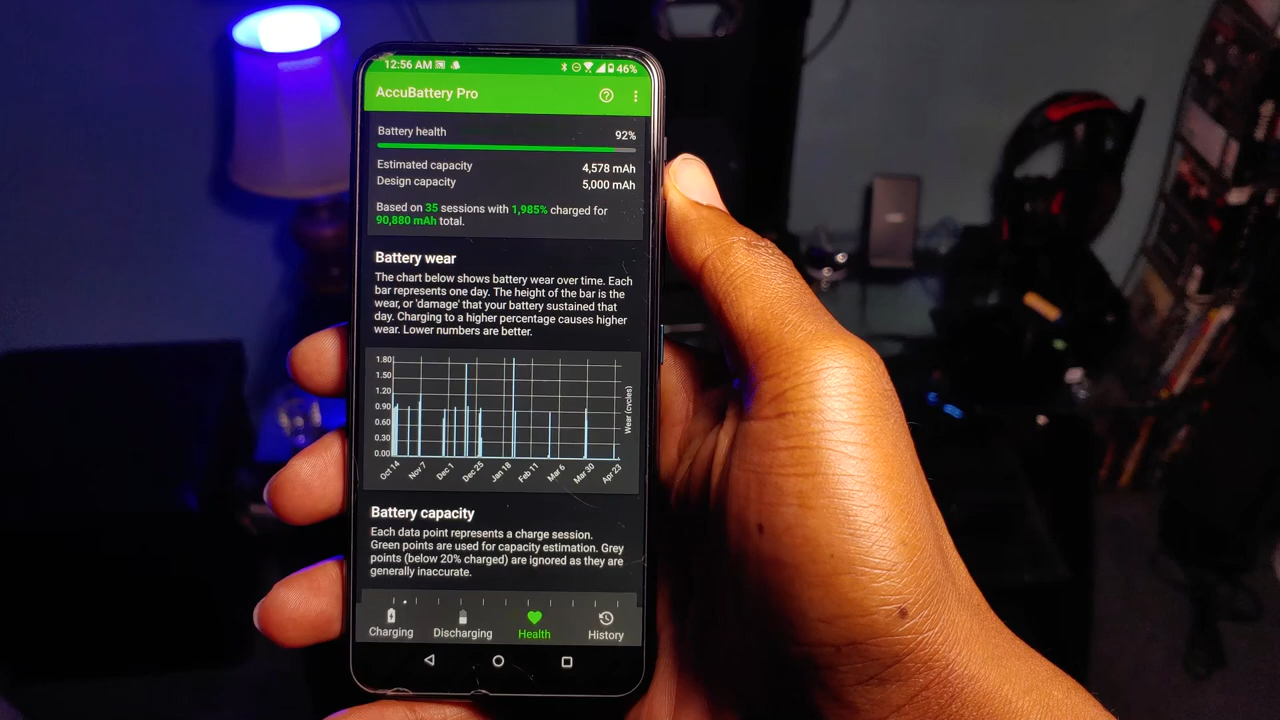 12:56 AM 46%
AccuBattery Pro
Battery health 92%
Estimated capacity 4,578 mAh
Design capacity 5,000 mAh
Based on 35 sessions with 1,985% charged for
90,880 mAh total.
Battery wear
The chart below shows battery wear over time. Each
bar represents one day. The height of the bar is the
wear, or 'damage' that your battery sustained that
day. Charging to a higher percentage causes higher
wear. Lower numbers are better.
1.80
1.50
1.20
0.90
0.60
0.30
0.00
Wear (cycles)
Oct 14 Nov 7 Dec 1 Dec 25 Jan 18 Feb 11 Mar 6 Mar 30 Apr 23
Battery capacity
Each data point represents a charge session.
Green points are used for capacity estimation. Grey
points (below 20% charged) are ignored as they are
generally inaccurate.
Charging Discharging Health History